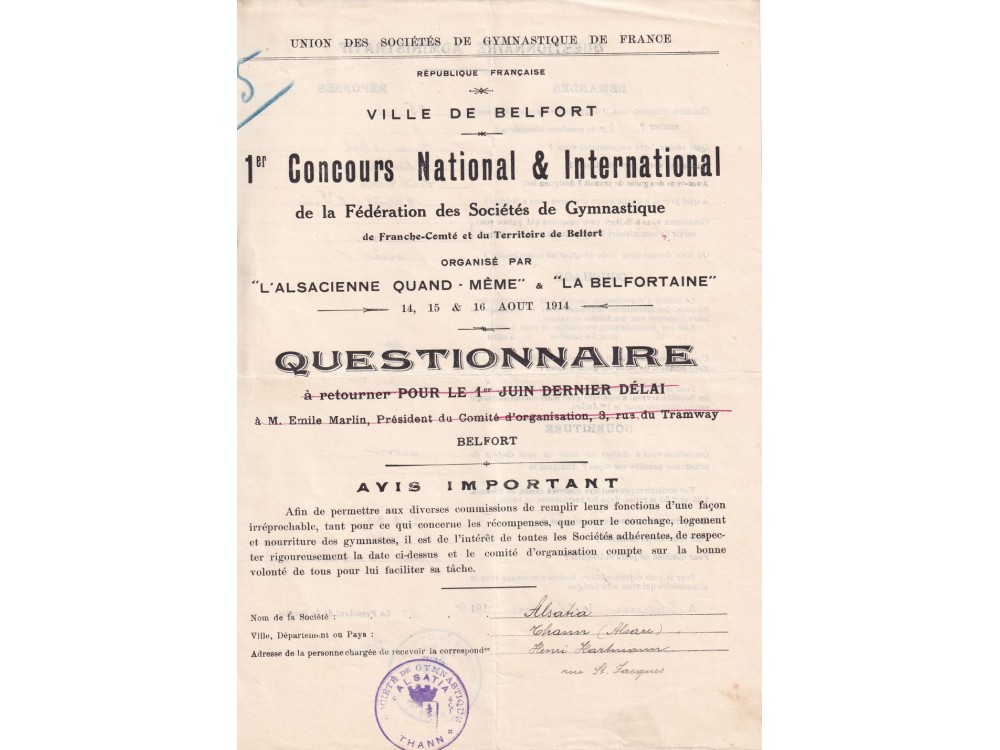 UNION DES SOCIÉTÉS DE GYMNASTIQUE DE FRANCE
5
RÉPUBLIQUE FRANÇAISE
VILLE DE BELFORT
1er Concours National & International
de la Fédération des Sociétés de Gymnastique
de Franche-Comté et du Territoire de Belfort
ORGANISÉ PAR
"L'ALSACIENNE QUAND-MÊME" & "LA BELFORTAINE"
14, 15 & 16 AOUT 1914
QUESTIONNAIRE
à retourner POUR LE 1er JUIN DERNIER DÉLAI
à M. Emile Marlin, Président du Comité d'organisation, 3, rue du Tramway
BELFORT
AVIS IMPORTANT
Afin de permettre aux diverses commissions de remplir leurs fonctions d'une façon
irréprochable, tant pour ce qui concerne les récompenses, que pour le couchage, logement
et nourriture des gymnastes, il est de l'intérêt de toutes les Sociétés adhérentes, de respec-
ter rigoureusement la date ci-dessus et le comité d'organisation compte sur la bonne
volonté de tous pour lui faciliter sa tâche.
Nom de la Société : Alsatia
Ville, Département ou Pays : Thann (Alsace)
Adresse de la personne chargée de recevoir la correspondce Henri Hartmann
rue St. Jacques
SOCIÉTÉ DE GYMNASTIQUE
ALSATIA
THANN